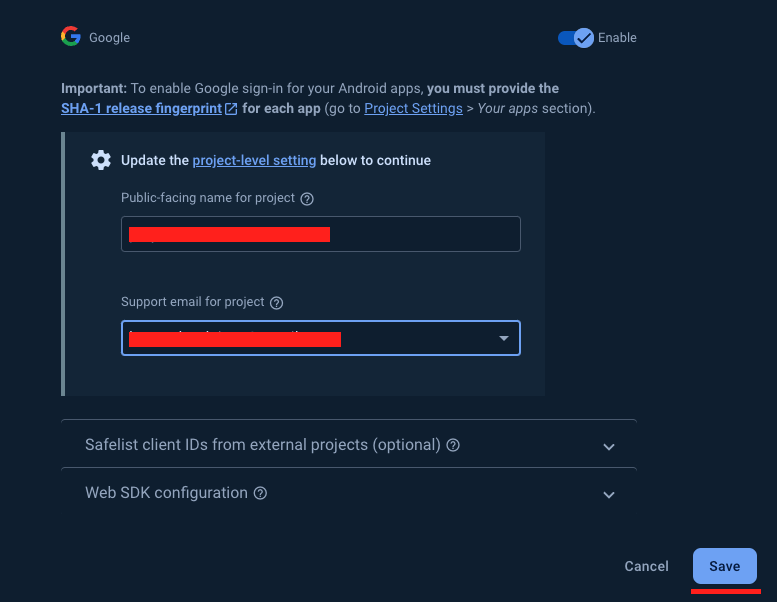 Google
Enable
Important: To enable Google sign-in for your Android apps, you must provide the
SHA-1 release fingerprint for each app (go to Project Settings > Your apps section).
Update the project-level setting below to continue
Public-facing name for project
Support email for project
Safelist client IDs from external projects (optional)
Web SDK configuration
Cancel
Save